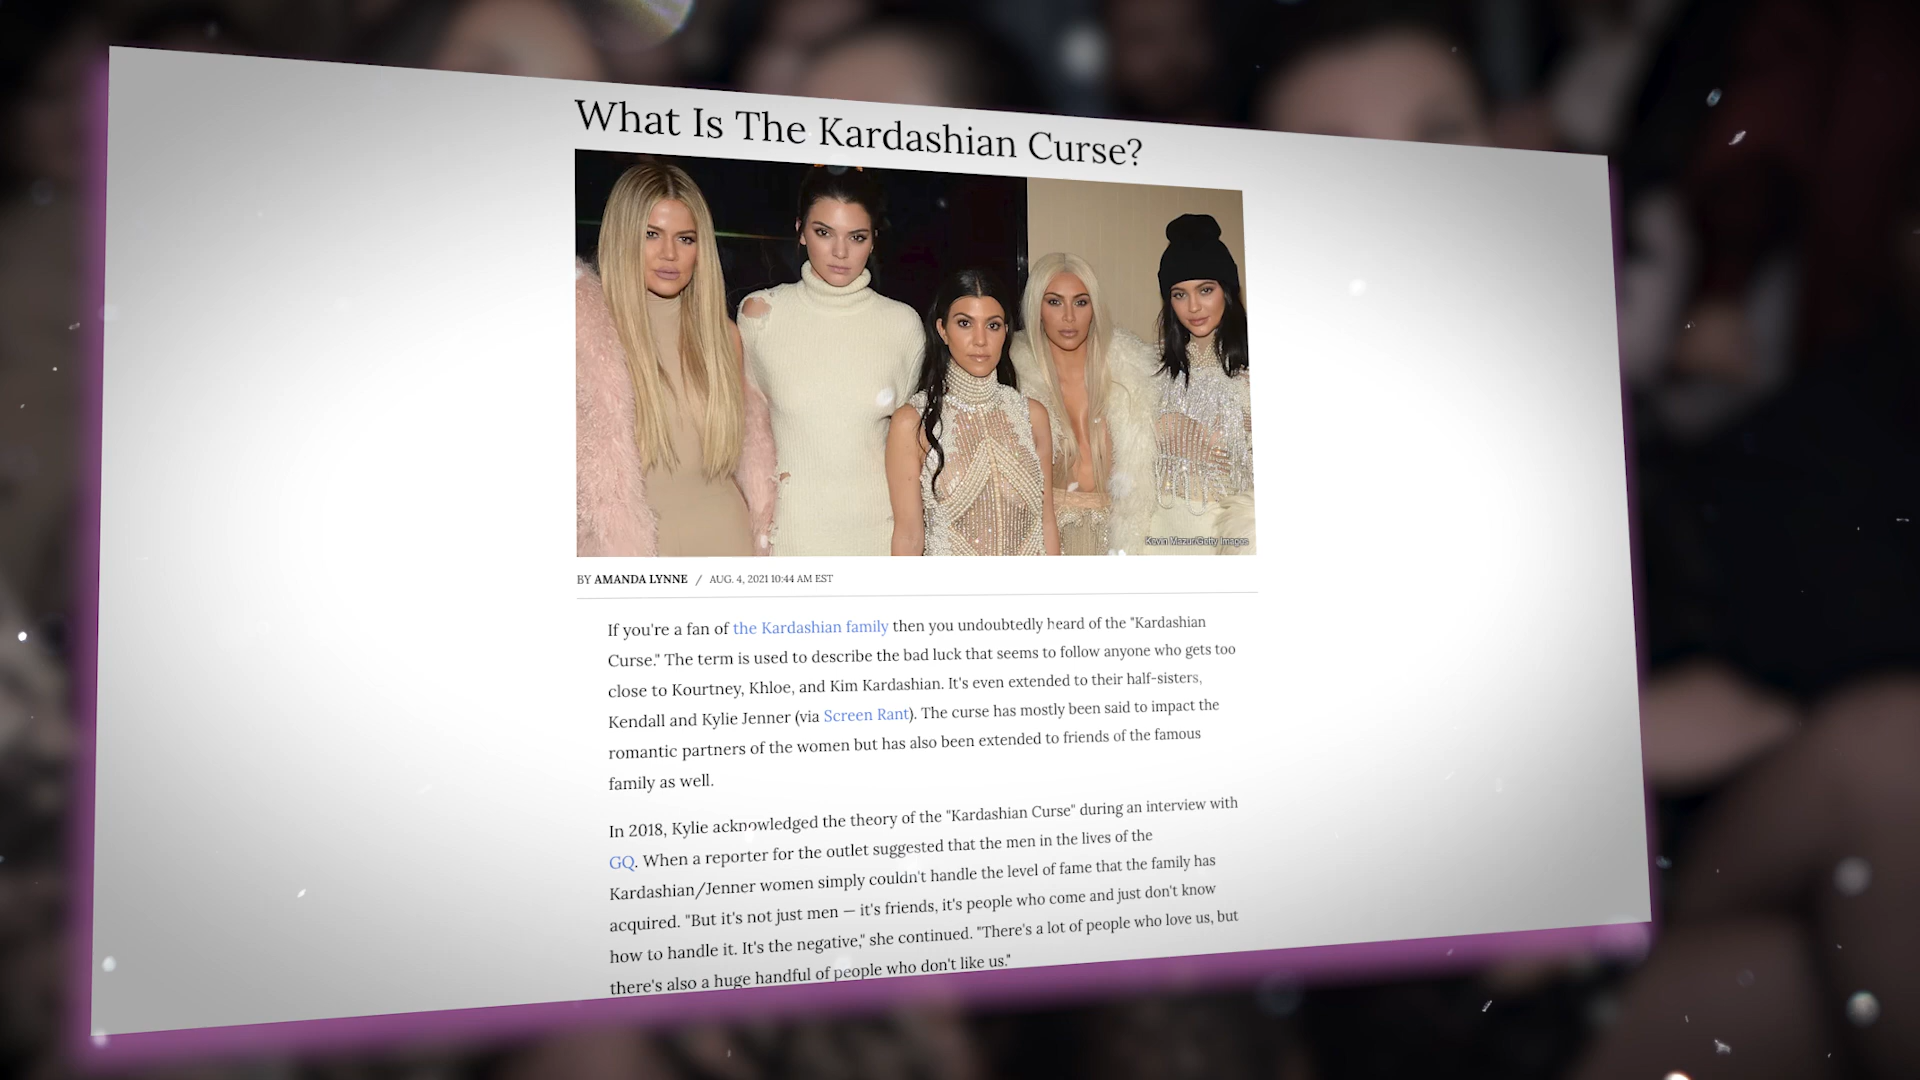 What Is The Kardashian Curse?
Kevin Mazur/Getty Images
BY AMANDA LYNNE / AUG. 4, 2021 10:44 AM EST
If you're a fan of the Kardashian family then you undoubtedly heard of the "Kardashian
Curse." The term is used to describe the bad luck that seems to follow anyone who gets too
close to Kourtney, Khloe, and Kim Kardashian. It's even extended to their half-sisters,
Kendall and Kylie Jenner (via Screen Rant). The curse has mostly been said to impact the
romantic partners of the women but has also been extended to friends of the famous
family as well.
In 2018, Kylie acknowledged the theory of the "Kardashian Curse" during an interview with
GQ. When a reporter for the outlet suggested that the men in the lives of the
Kardashian/Jenner women simply couldn't handle the level of fame that the family has
acquired. "But it's not just men — it's friends, it's people who come and just don't know
how to handle it. It's the negative," she continued. "There's a lot of people who love us, but
there's also a huge handful of people who don't like us."